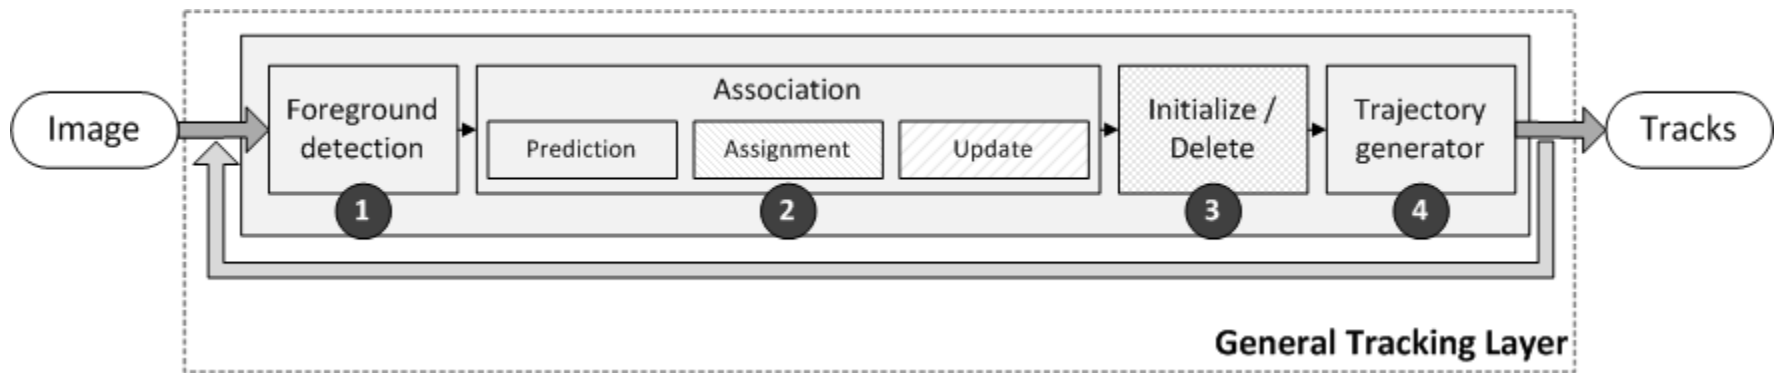 Image
Foreground
detection
1
Association
Prediction
Assignment
Update
2
Initialize /
Delete
3
Trajectory
generator
4
Tracks
General Tracking Layer